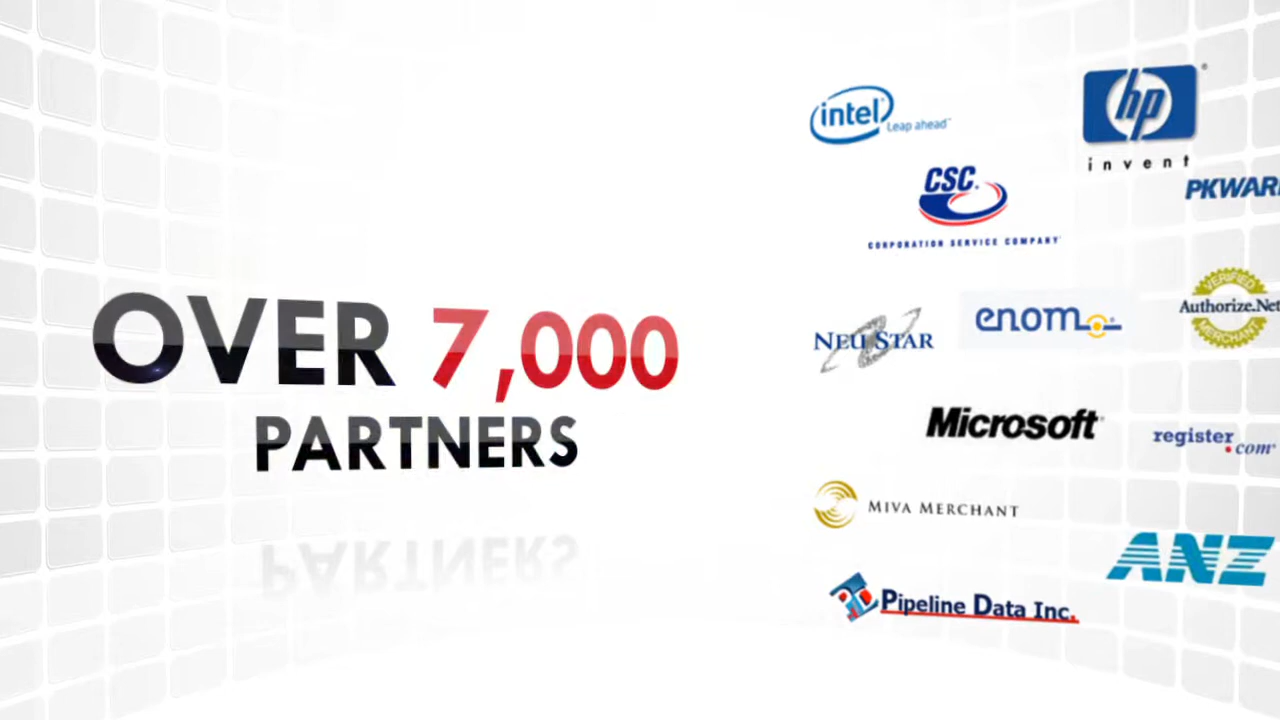 OVER 7,000
PARTNERS
intel
Leap ahead™
hp®
invent
CSC.
CORPORATION SERVICE COMPANY
PKWAR
NEUSTAR
enom
VERIFIED
Authorize.Net
MERCHANT
Microsoft
register
.com
MIVA MERCHANT
ANZ
Pipeline Data Inc.